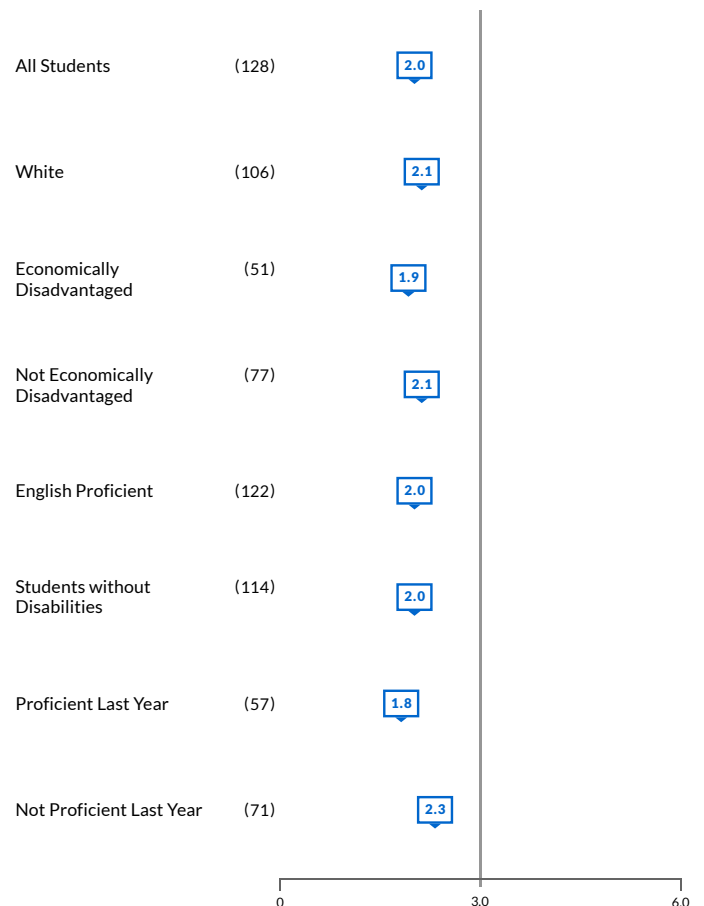 All Students (128) 2.0
White (106) 2.1
Economically (51) 1.9
Disadvantaged
Not Economically (77) 2.1
Disadvantaged
English Proficient (122) 2.0
Students without (114) 2.0
Disabilities
Proficient Last Year (57) 1.8
Not Proficient Last Year (71) 2.3
0 3.0 6.0